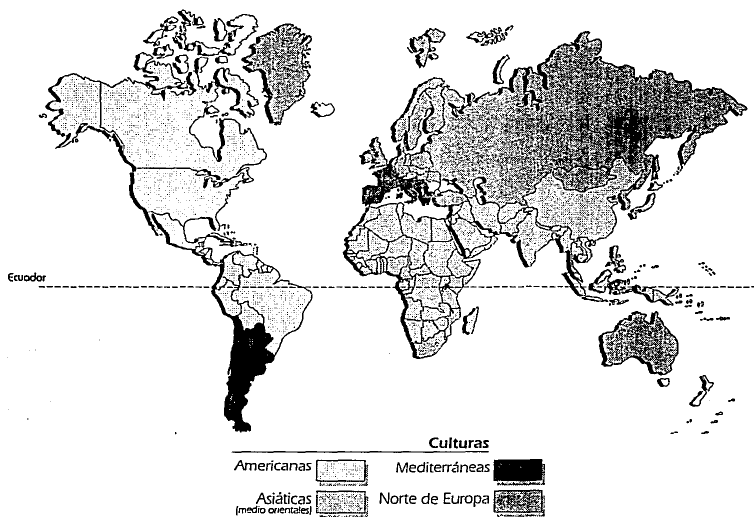 Ecuador
Culturas
Americanas
Mediterráneas
Asiáticas
(medio orientales)
Norte de Europa